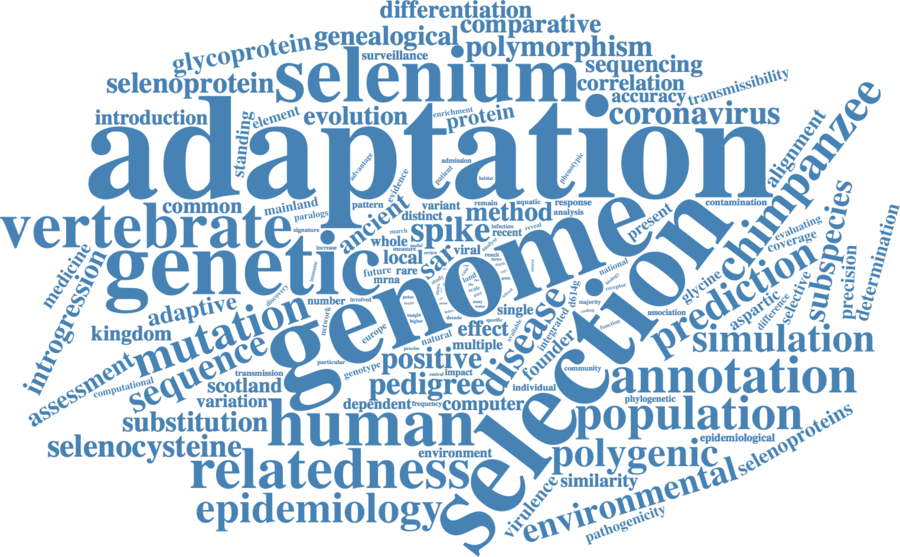 differentiation
comparative
genealogical
glycoprotein
polymorphism
surveillance
selenium
sequencing
selenoprotein
correlation
transmissibility
accuracy
introduction
element
evolution
enrichment
protein
coronavirus
standing
adaptation
alignment
chimpanzee
advantage
evidence
admission
patient
habitat
phenotypic
common
mainland
paralogs
pattern
ancient
variant
remain
aquatic
response
contamination
distinct
method
analysis
present
vertebrate
signature
spike
infection
recent
reveal
evaluating
coverage
subspecies
medicine
introgression
genetic
increase
whole
march
measure
local
sar
viral
result
future
rare
mrna
land
national
receptor
glycine
precision
determination
genome
selection
prediction
aspartic
different
selective
discovery
adaptive
number
involved
network
europe
natural
effect
single
d614g
integrated
majority
association
function
kingdom
mutation
disease
founder
simulation
multiple
positive
particular
genotype
impact
assessment
computational
sequence
transmission
scotland
pedigree
individual
community
annotation
variation
dependent
frequency
computer
phylogenetic
substitution
human
population
selenocysteine
environment
epidemiological
relatedness
polygenic
selenoproteins
similarity
virulence
environmental
epidemiology
pathogenicity